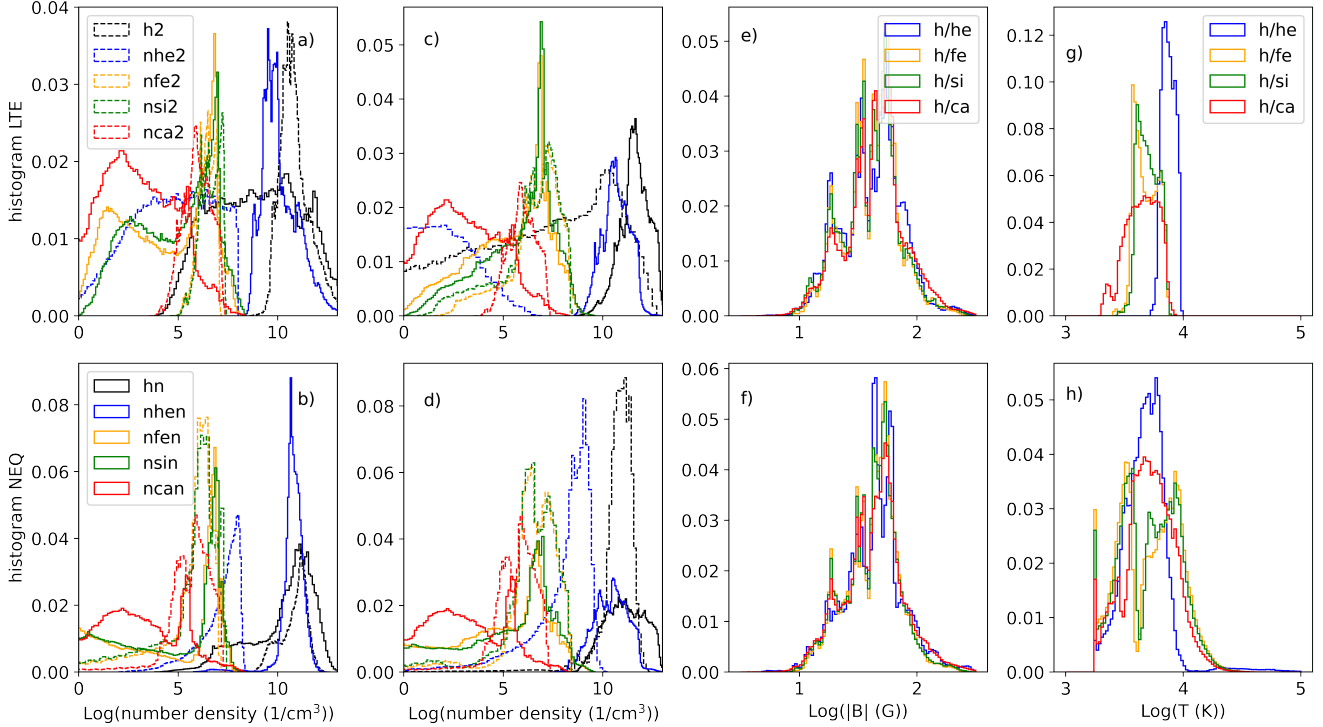 histogram LTE
0.04
0.03
0.02
0.01
0.00
0
5
10
a)
h2
nhe2
nfe2
nsi2
nca2
0.05
0.04
0.03
0.02
0.01
0.00
0
5
10
c)
0.05
0.04
0.03
0.02
0.01
0.00
1
2
e)
h/he
h/fe
h/si
h/ca
0.12
0.10
0.08
0.06
0.04
0.02
0.00
3
4
5
g)
h/he
h/fe
h/si
h/ca
histogram NEQ
0.08
0.06
0.04
0.02
0.00
0
5
10
Log(number density (1/cm³))
b)
hn
nhen
nfen
nsin
ncan
0.08
0.06
0.04
0.02
0.00
0
5
10
Log(number density (1/cm³))
d)
0.06
0.05
0.04
0.03
0.02
0.01
0.00
1
2
Log(|B| (G))
f)
0.05
0.04
0.03
0.02
0.01
0.00
3
4
5
Log(T (K))
h)